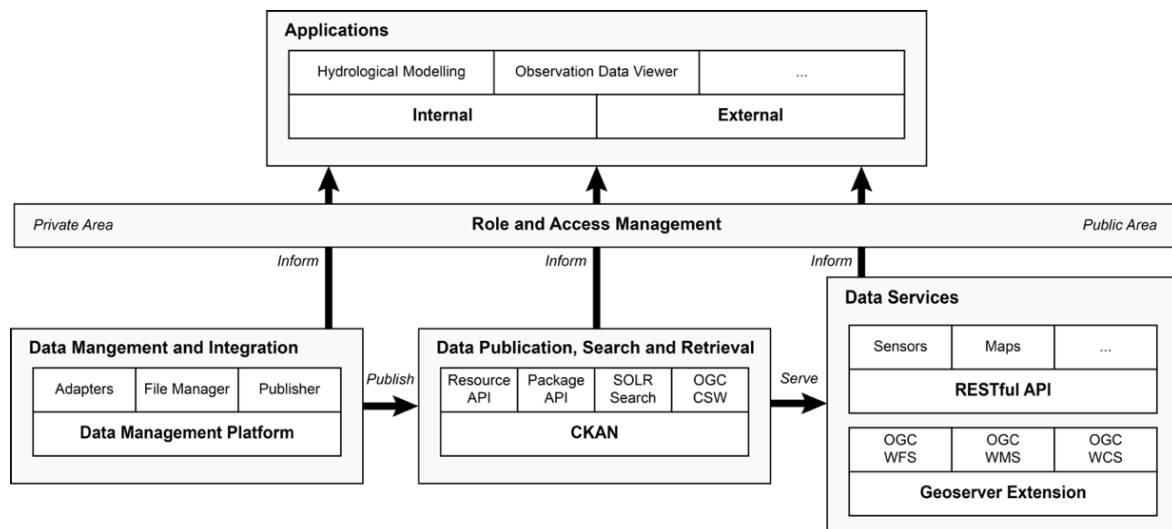 Applications
Hydrological Modelling
Observation Data Viewer
...
Internal
External
Private Area
Role and Access Management
Public Area
Inform
Inform
Inform
Data Mangement and Integration
Adapters
File Manager
Publisher
Data Management Platform
Publish
Data Publication, Search and Retrieval
Resource
API
Package
API
SOLR
Search
OGC
CSW
CKAN
Serve
Data Services
Sensors
Maps
...
RESTful API
OGC
WFS
OGC
WMS
OGC
WCS
Geoserver Extension